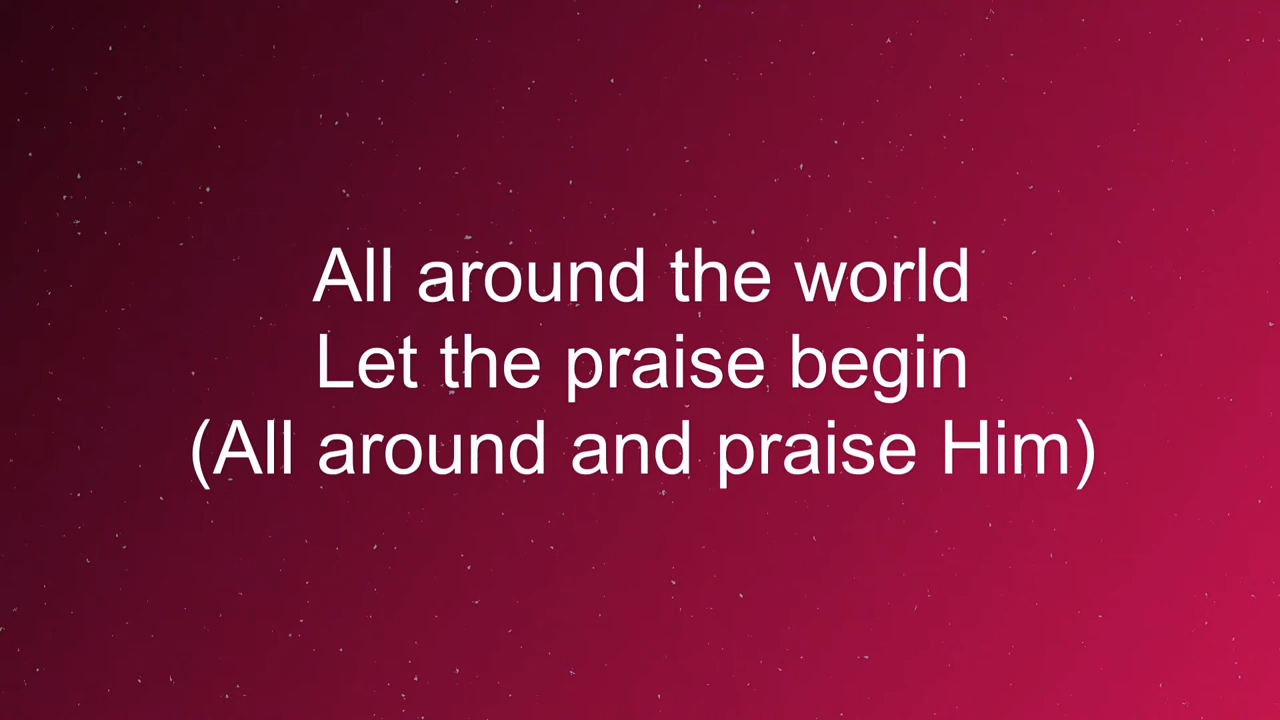 All around the world
Let the praise begin
(All around and praise Him)